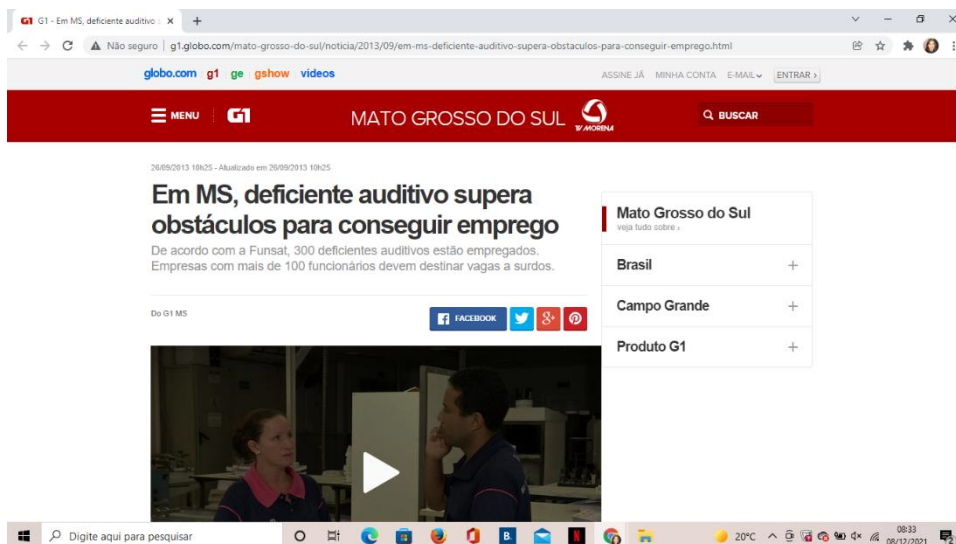 G1 G1 - Em MS, deficiente auditivo s
Não seguro | g1.globo.com/mato-grosso-do-sul/noticia/2013/09/em-ms-deficiente-auditivo-supera-obstaculos-para-conseguir-emprego.html
globo.com g1 ge gshow videos ASSINE JÁ MINHA CONTA E-MAIL ENTRAR ›
MENU G1 MATO GROSSO DO SUL TV MORENA BUSCAR
26/09/2013 10h25 - Atualizado em 26/09/2013 10h25
Em MS, deficiente auditivo supera
obstáculos para conseguir emprego
De acordo com a Funsat, 300 deficientes auditivos estão empregados.
Empresas com mais de 100 funcionários devem destinar vagas a surdos.
Do G1 MS
FACEBOOK
Mato Grosso do Sul
veja tudo sobre ›
Brasil
Campo Grande
Produto G1
Digite aqui para pesquisar
20°C
08:33
08/12/2021